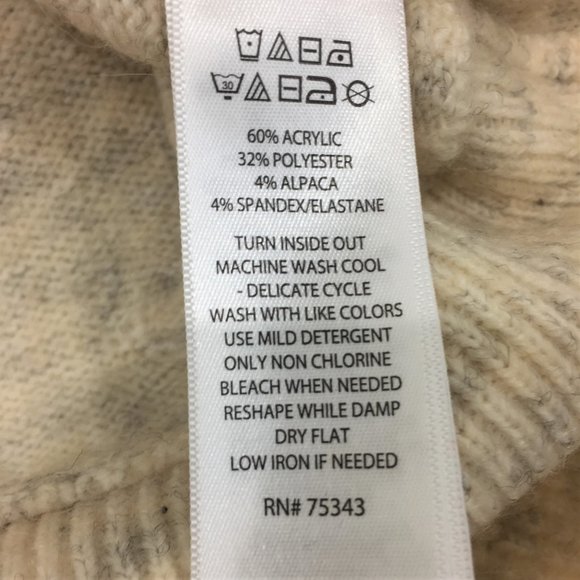 30
60% ACRYLIC
32% POLYESTER
4% ALPACA
4% SPANDEX/ELASTANE
TURN INSIDE OUT
MACHINE WASH COOL
- DELICATE CYCLE
WASH WITH LIKE COLORS
USE MILD DETERGENT
ONLY NON CHLORINE
BLEACH WHEN NEEDED
RESHAPE WHILE DAMP
DRY FLAT
LOW IRON IF NEEDED
RN# 75343